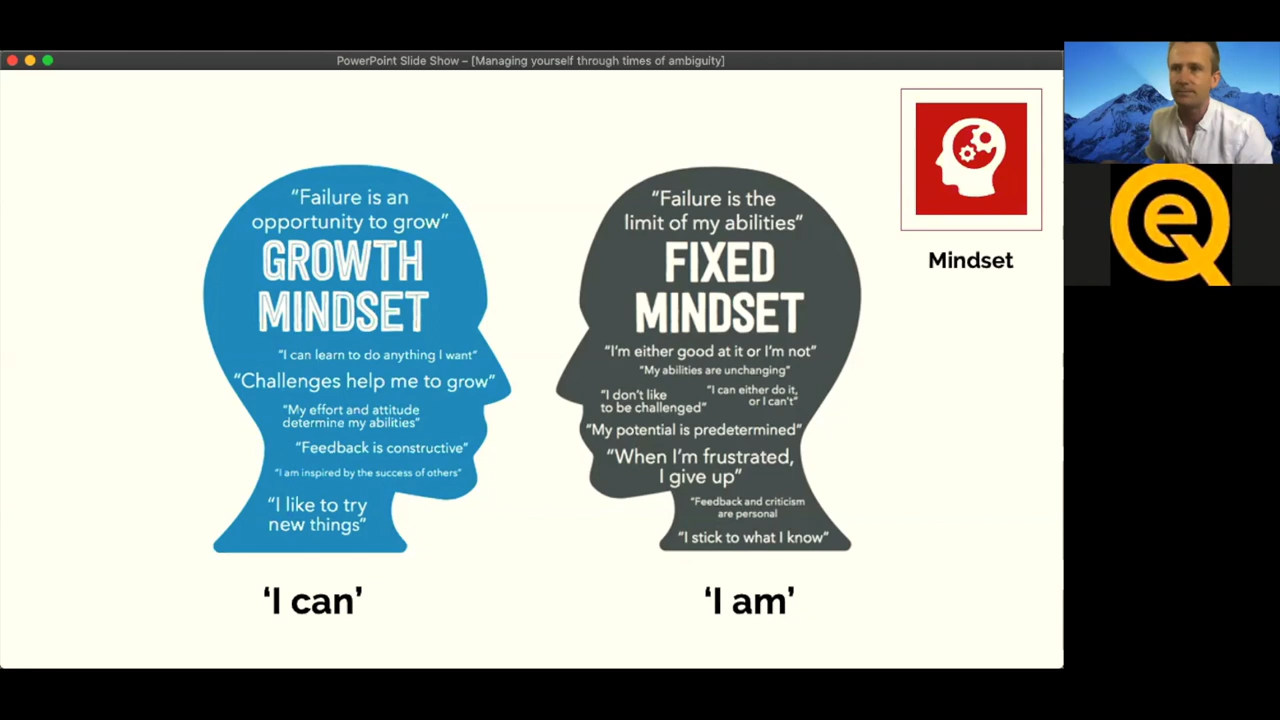 PowerPoint Slide Show – [Managing yourself through times of ambiguity]
“Failure is an
opportunity to grow”
GROWTH
MINDSET
“I can learn to do anything I want”
“Challenges help me to grow”
“My effort and attitude
determine my abilities”
“Feedback is constructive”
“I am inspired by the success of others”
“I like to try
new things”
‘I can’
“Failure is the
limit of my abilities”
FIXED
MINDSET
“I’m either good at it or I’m not”
“My abilities are unchanging”
“I don’t like
to be challenged”
“I can either do it,
or I can’t”
“My potential is predetermined”
“When I’m frustrated,
I give up”
“Feedback and criticism
are personal
“I stick to what I know”
‘I am’
Mindset
eQ